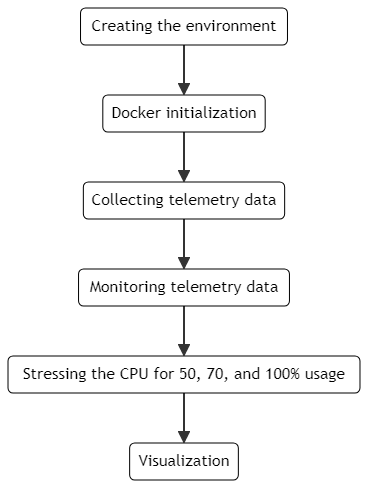 Creating the environment
Docker initialization
Collecting telemetry data
Monitoring telemetry data
Stressing the CPU for 50, 70, and 100% usage
Visualization